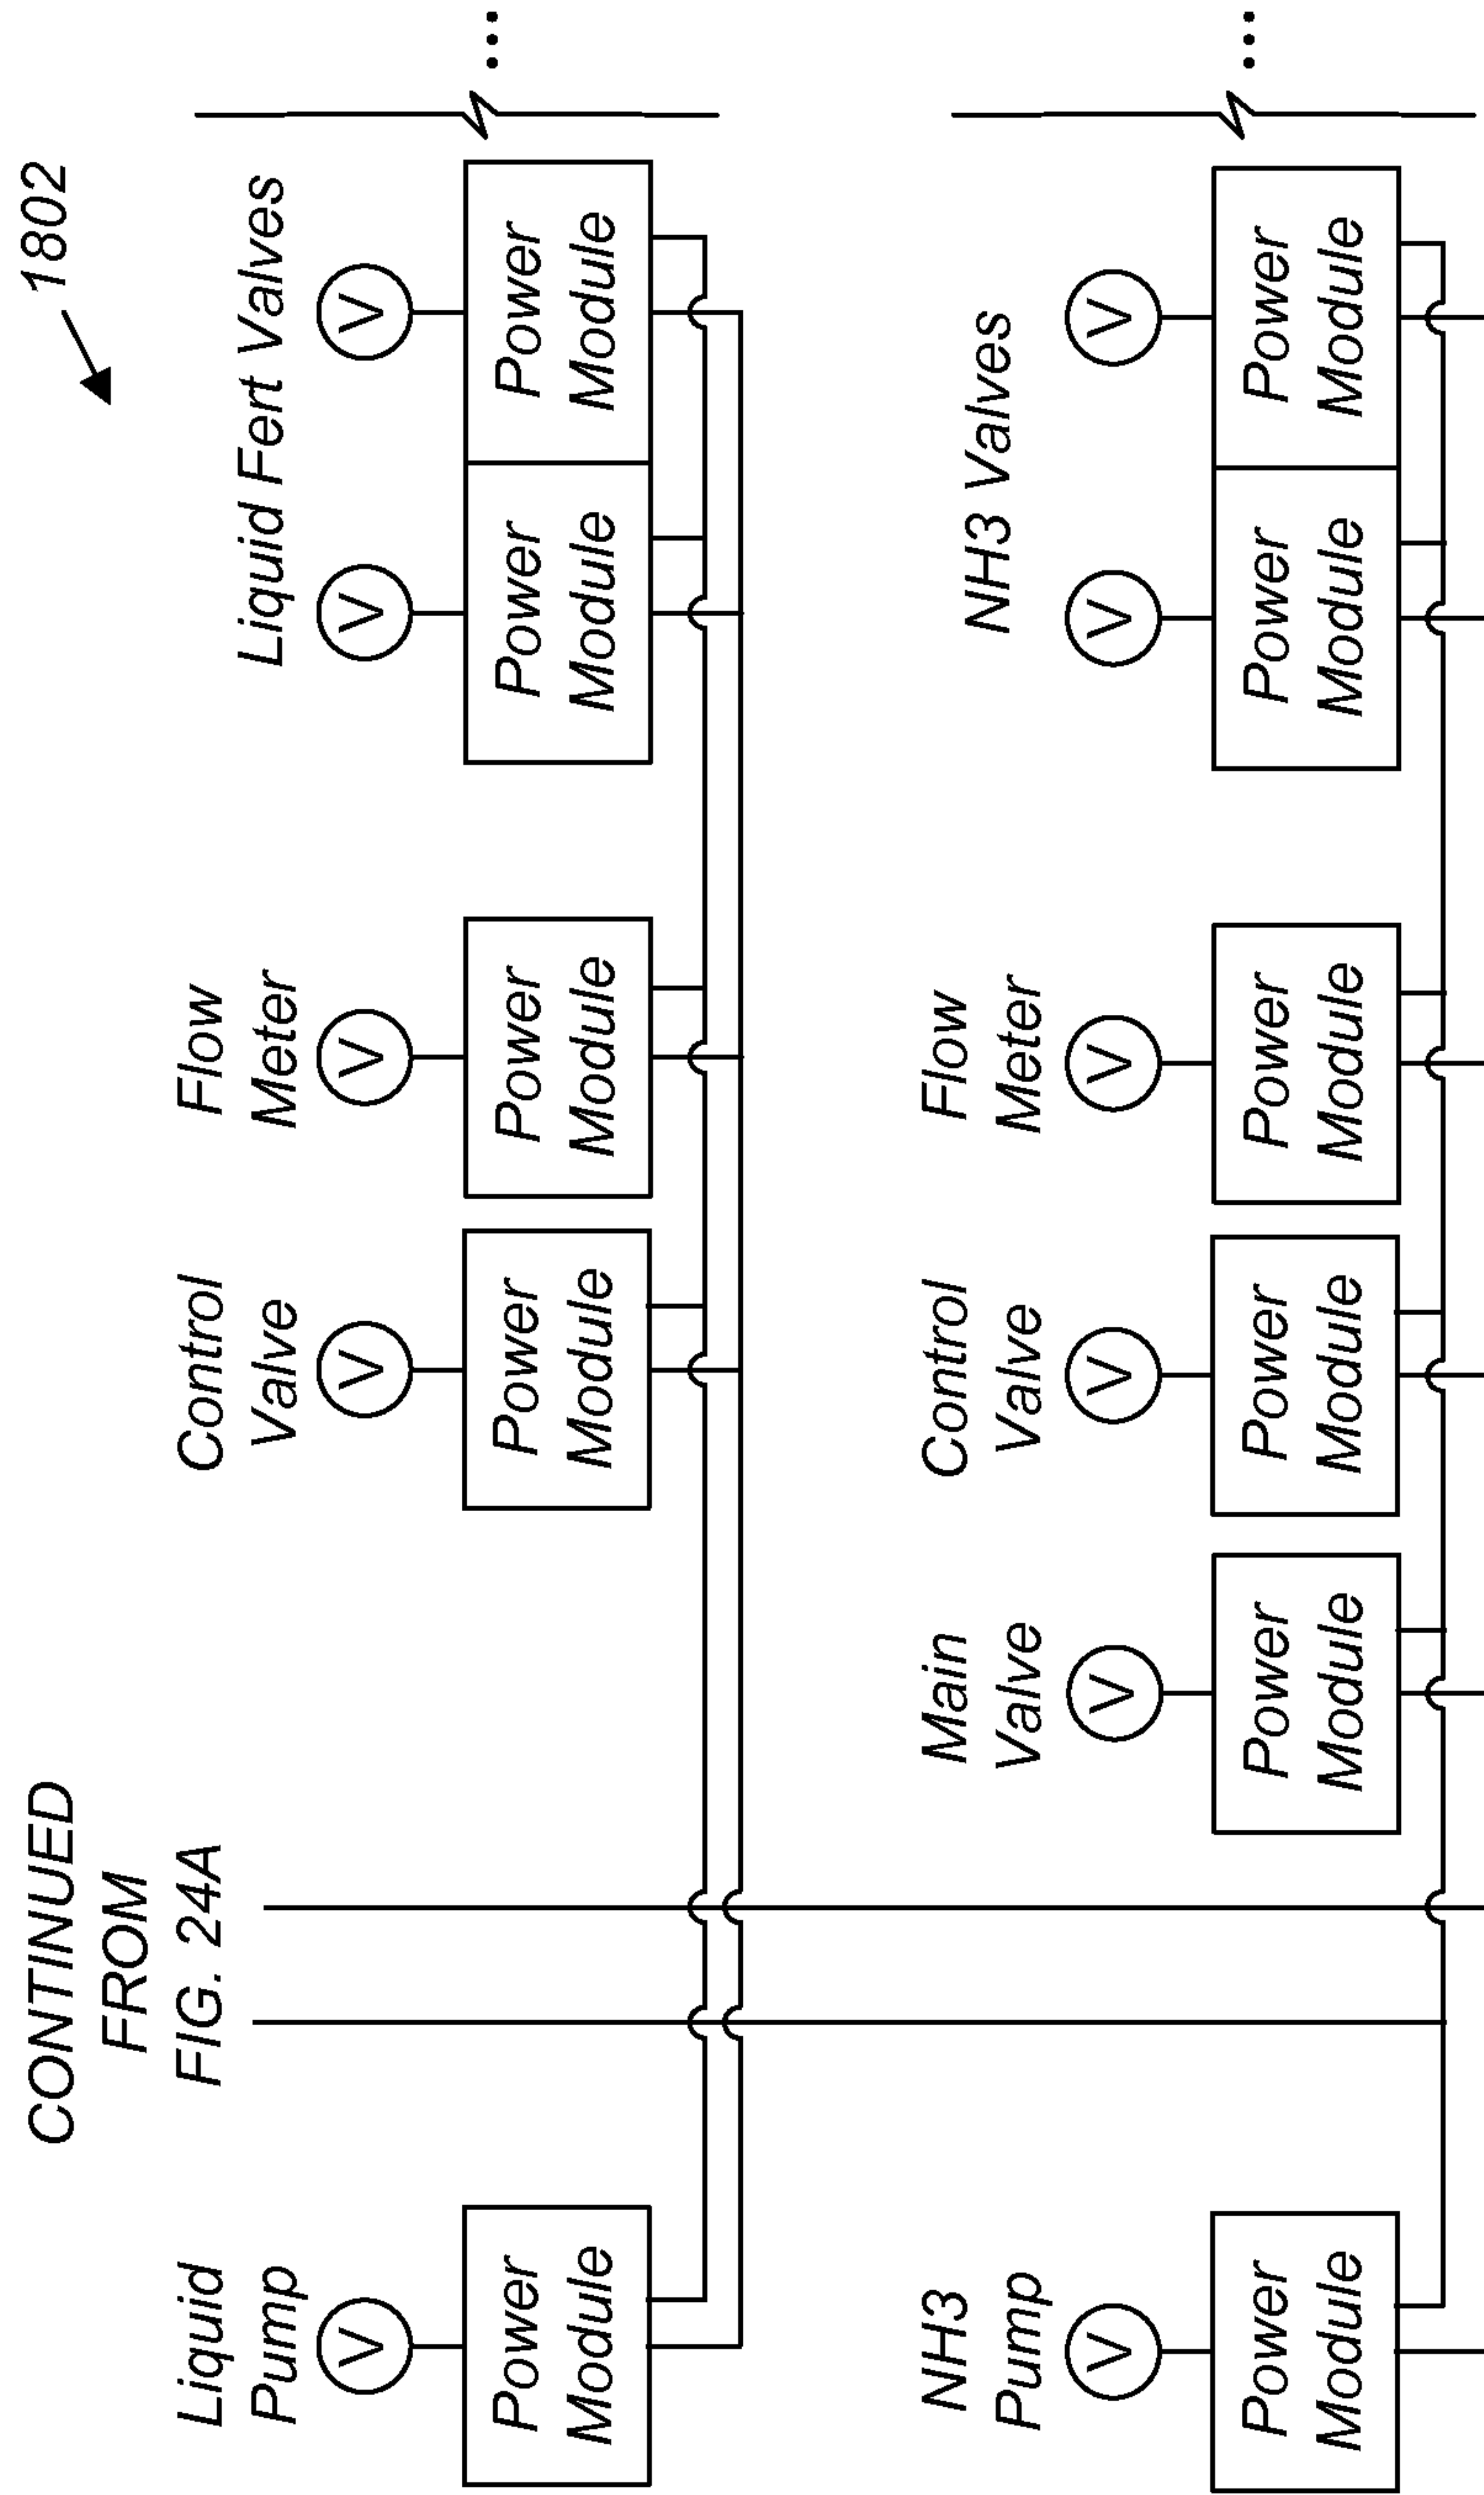 CONTINUED
FROM
FIG. 24A
1802
Liquid
Pump
Control
Valve
Flow
Meter
Liquid Fert Valves
V
V
V
V
V
Power
Module
Power
Module
Power
Module
Power
Module
Power
Module
...
NH3
Pump
Main
Valve
Control
Valve
Flow
Meter
NH3 Valves
V
V
V
V
V
V
Power
Module
Power
Module
Power
Module
Power
Module
Power
Module
Power
Module
...